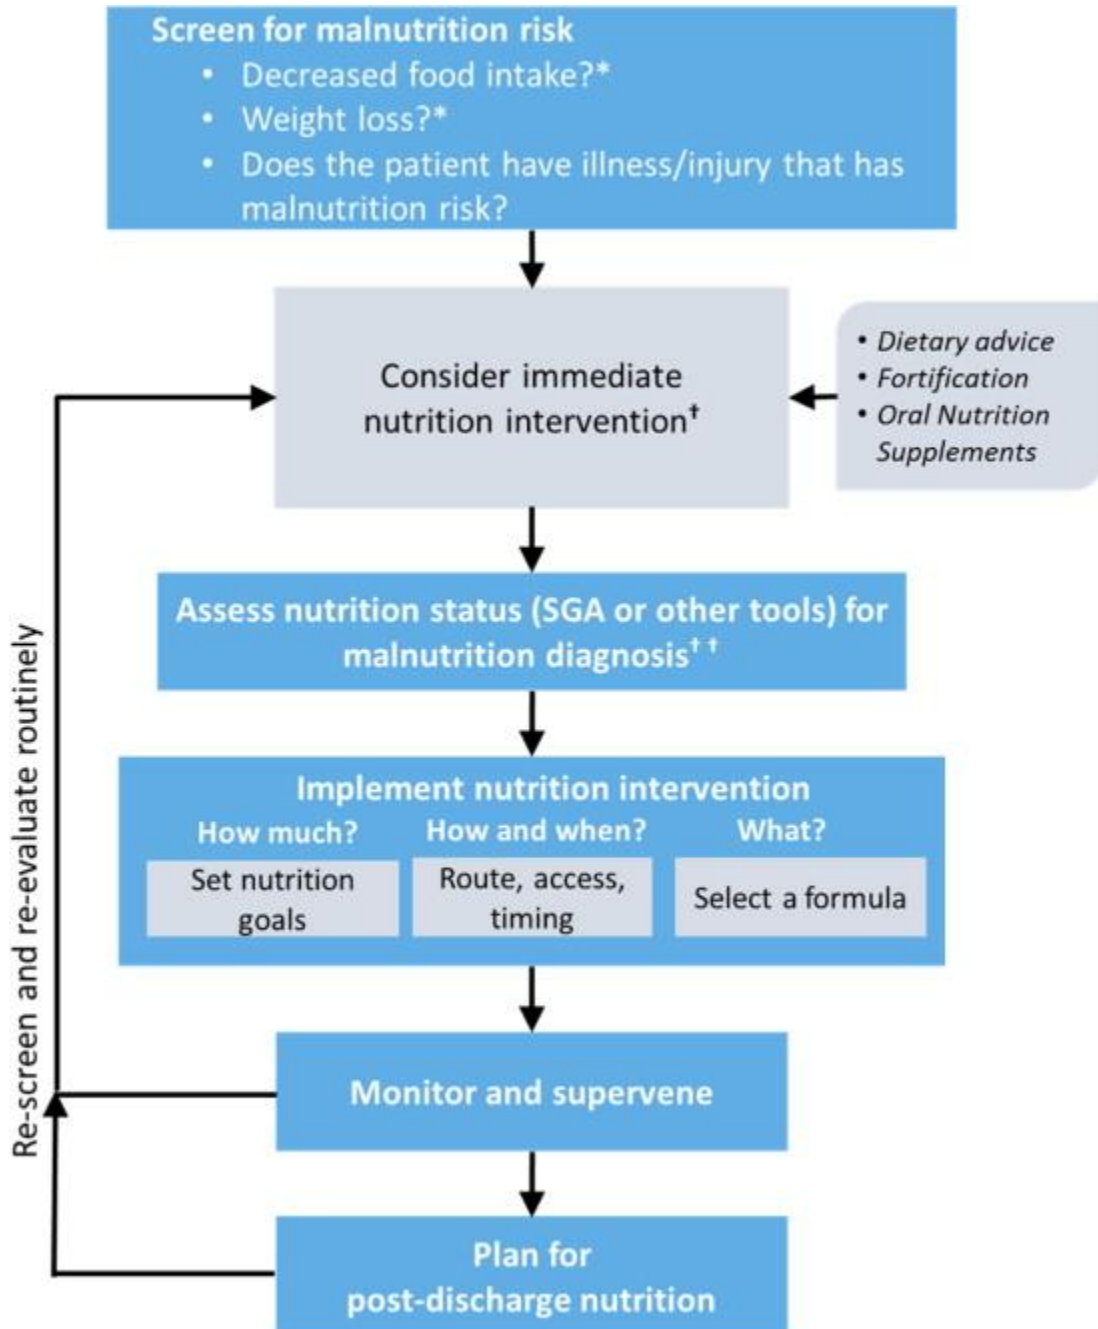 Screen for malnutrition risk
• Decreased food intake?*
• Weight loss?*
• Does the patient have illness/injury that has
malnutrition risk?
Consider immediate
nutrition intervention†
• Dietary advice
• Fortification
• Oral Nutrition
Supplements
Assess nutrition status (SGA or other tools) for
malnutrition diagnosis† †
Implement nutrition intervention
How much?
Set nutrition
goals
How and when?
Route, access,
timing
What?
Select a formula
Monitor and supervene
Plan for
post-discharge nutrition
Re-screen and re-evaluate routinely